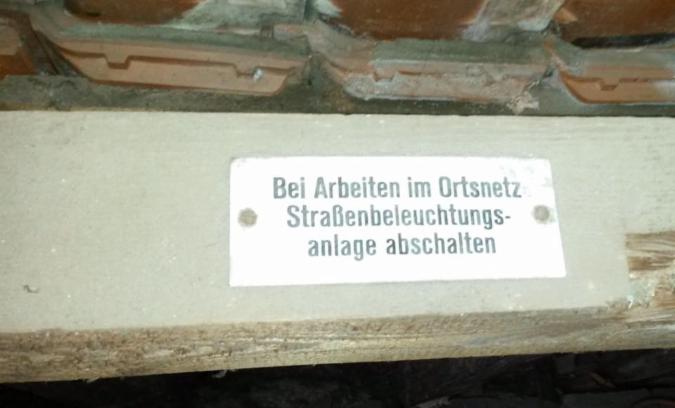 Bei Arbeiten im Ortsnetz
Straßenbeleuchtungs-
anlage abschalten